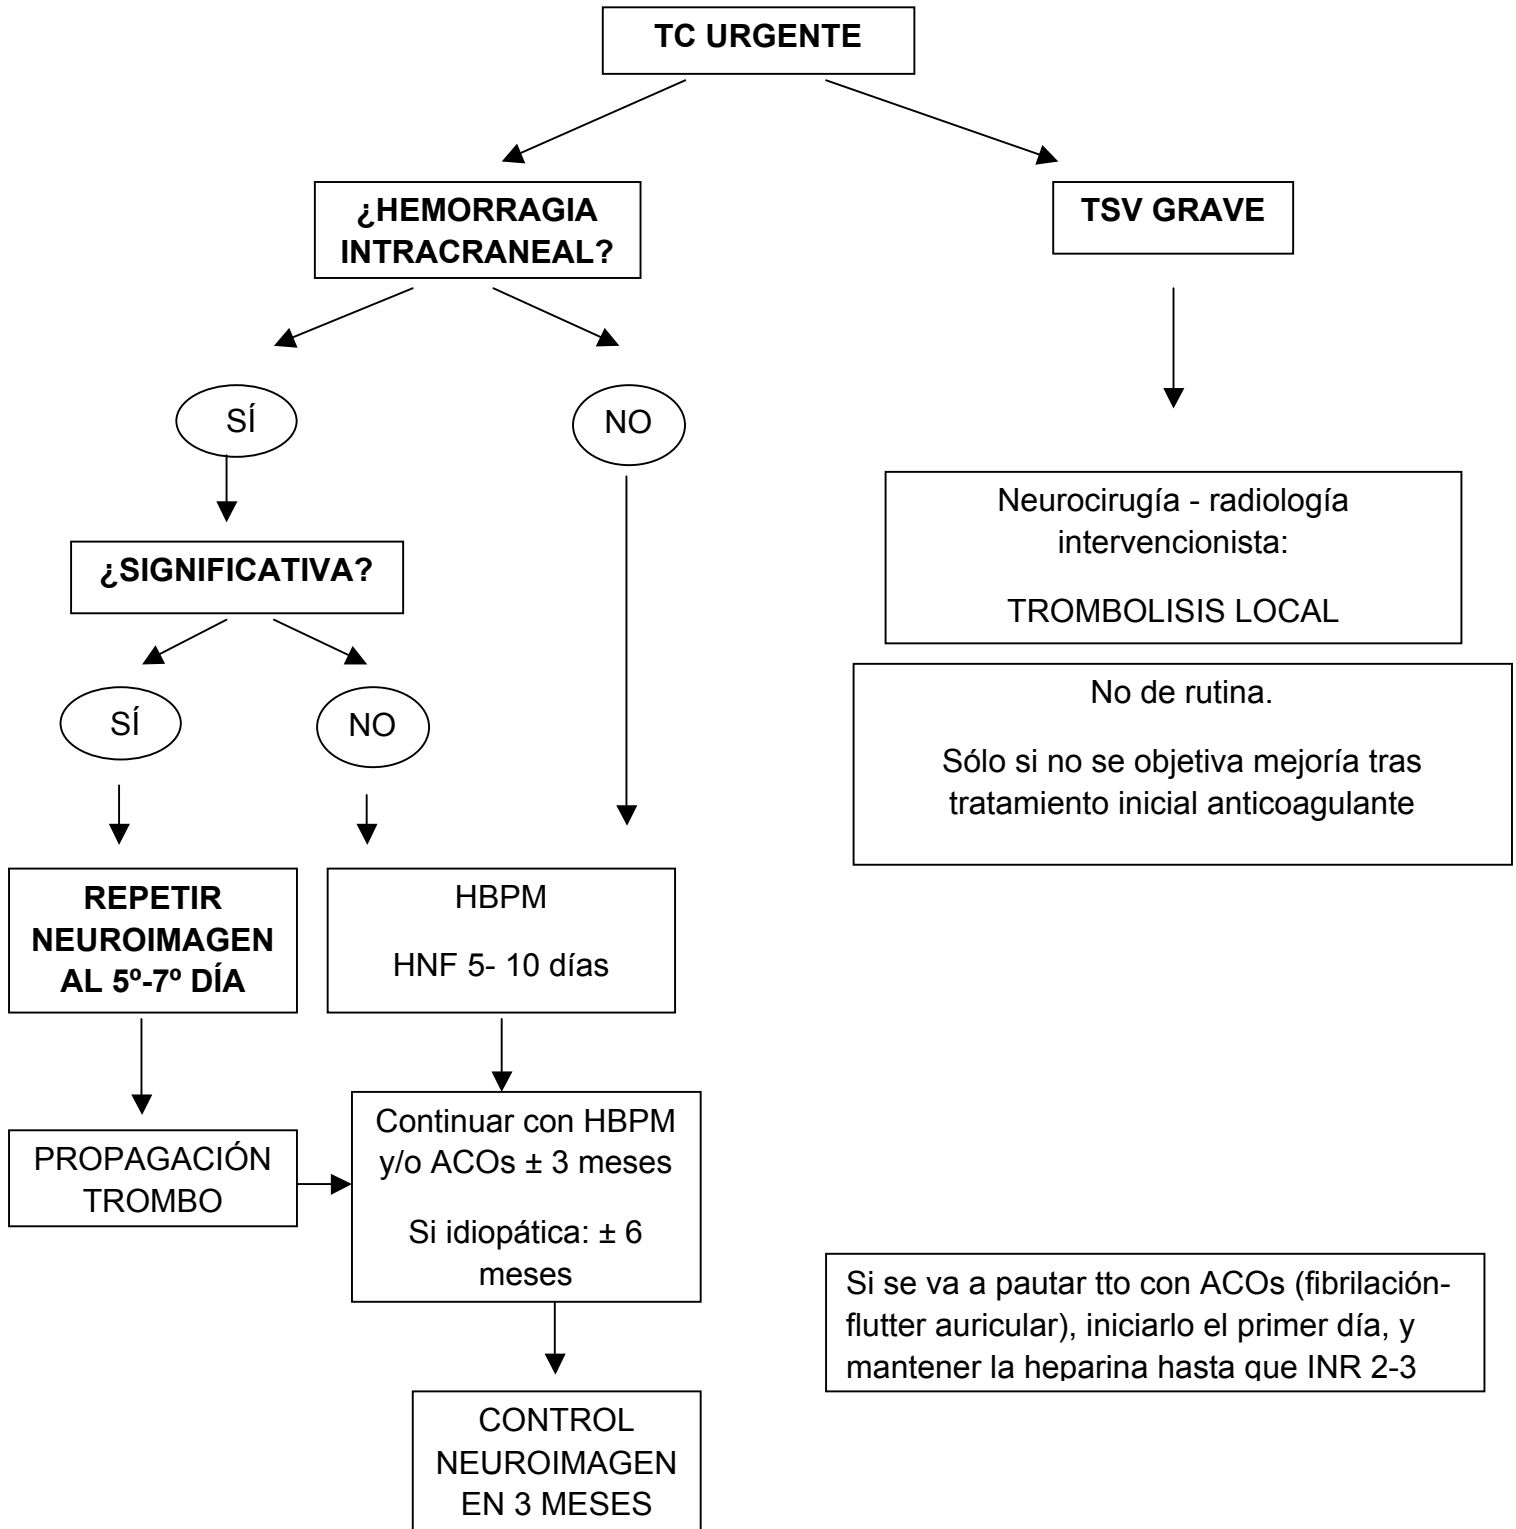 TC URGENTE
¿HEMORRAGIA
INTRACRANEAL?
TSV GRAVE
SÍ
NO
¿SIGNIFICATIVA?
Neurocirugía - radiología
intervencionista:
TROMBOLISIS LOCAL
SÍ
NO
No de rutina.
Sólo si no se objetiva mejoría tras
tratamiento inicial anticoagulante
REPETIR
NEUROIMAGEN
AL 5º-7º DÍA
HBPM
HNF 5- 10 días
PROPAGACIÓN
TROMBO
Continuar con HBPM
y/o ACOs ± 3 meses
Si idiopática: ± 6
meses
Si se va a pautar tto con ACOs (fibrilación-
flutter auricular), iniciarlo el primer día, y
mantener la heparina hasta que INR 2-3
CONTROL
NEUROIMAGEN
EN 3 MESES